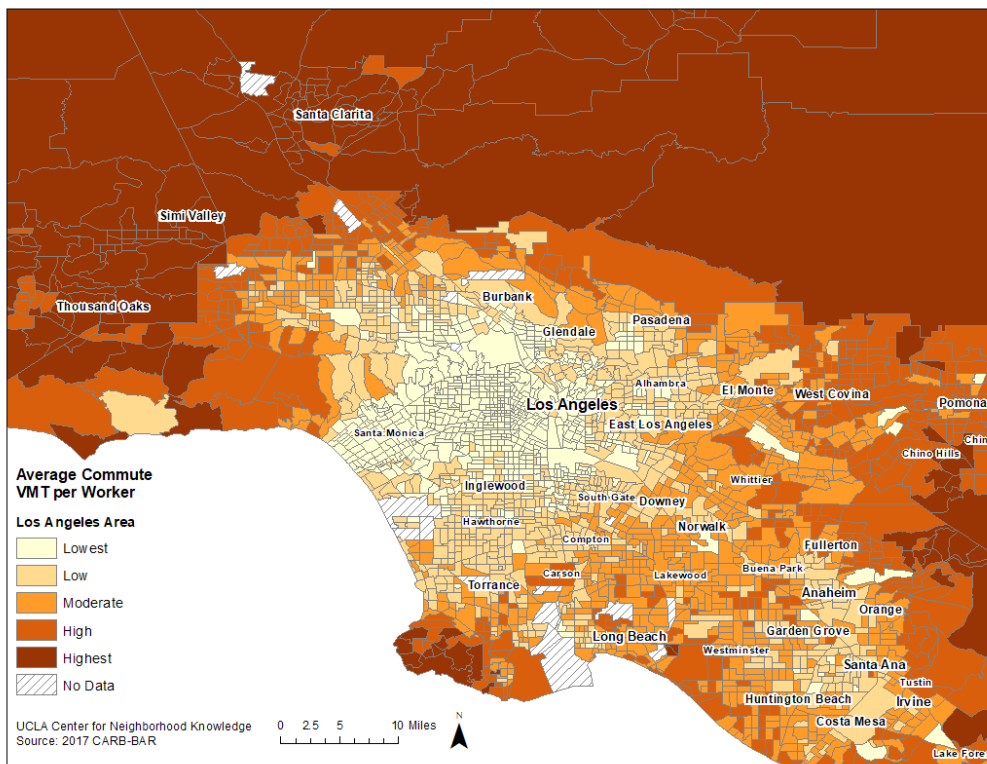 Santa Clarita
Simi Valley
Thousand Oaks
Burbank
Glendale
Pasadena
Alhambra
El Monte
West Covina
Pomona
Los Angeles
East Los Angeles
Santa Monica
Chin
Chino Hills
Whittier
Inglewood
South Gate
Downey
Hawthorne
Norwalk
Compton
Fullerton
Buena Park
Carson
Lakewood
Torrance
Anaheim
Orange
Long Beach
Garden Grove
Westminster
Santa Ana
Tustin
Huntington Beach
Irvine
Costa Mesa
Lake Fore
Average Commute
VMT per Worker
Los Angeles Area
Lowest
Low
Moderate
High
Highest
No Data
UCLA Center for Neighborhood Knowledge
Source: 2017 CARB-BAR
0 2.5 5 10 Miles
N